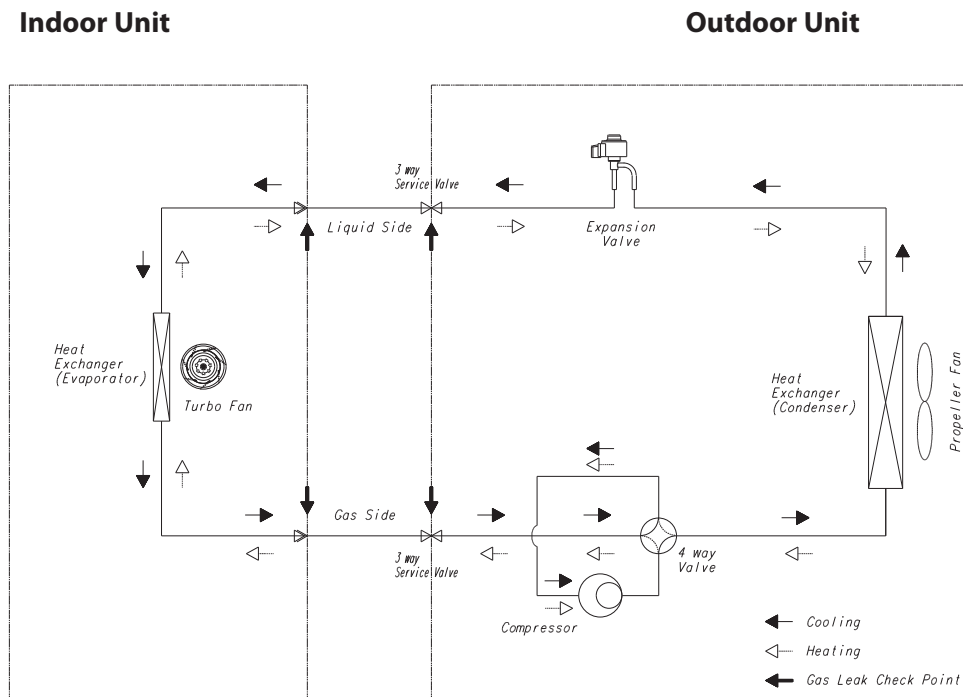 Indoor Unit
Outdoor Unit
3 way
Service Valve
Liquid Side
Expansion
Valve
Heat
Exchanger
(Evaporator)
Turbo Fan
Heat
Exchanger
(Condenser)
Propeller Fan
Gas Side
3 way
Service Valve
4 way
Valve
Compressor
Cooling
Heating
Gas Leak Check Point